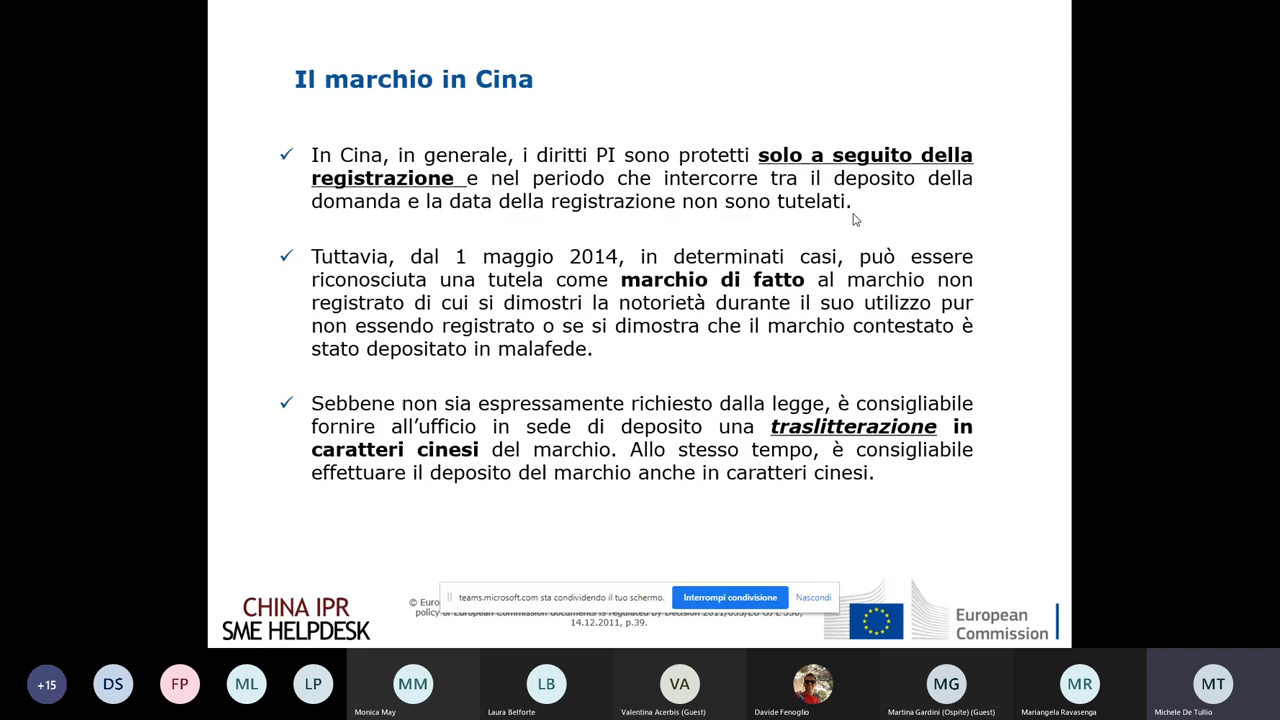 Il marchio in Cina
✓ In Cina, in generale, i diritti PI sono protetti solo a seguito della
registrazione e nel periodo che intercorre tra il deposito della
domanda e la data della registrazione non sono tutelati.
✓ Tuttavia, dal 1 maggio 2014, in determinati casi, può essere
riconosciuta una tutela come marchio di fatto al marchio non
registrato di cui si dimostri la notorietà durante il suo utilizzo pur
non essendo registrato o se si dimostra che il marchio contestato è
stato depositato in malafede.
✓ Sebbene non sia espressamente richiesto dalla legge, è consigliabile
fornire all’ufficio in sede di deposito una traslitterazione in
caratteri cinesi del marchio. Allo stesso tempo, è consigliabile
effettuare il deposito del marchio anche in caratteri cinesi.
CHINA IPR
SME HELPDESK
©
teams.microsoft.com sta condividendo il tuo schermo. Interrompi condivisione Nascondi
14.12.2011, p.39.
European
Commission
+15 DS FP ML LP MM LB VA MG MR MT
Monica May Laura Belforte Valentina Acerbis (Guest) Davide Fenoglio Martina Gardini (Ospite) (Guest) Mariangela Ravasenga Michele De Tullio